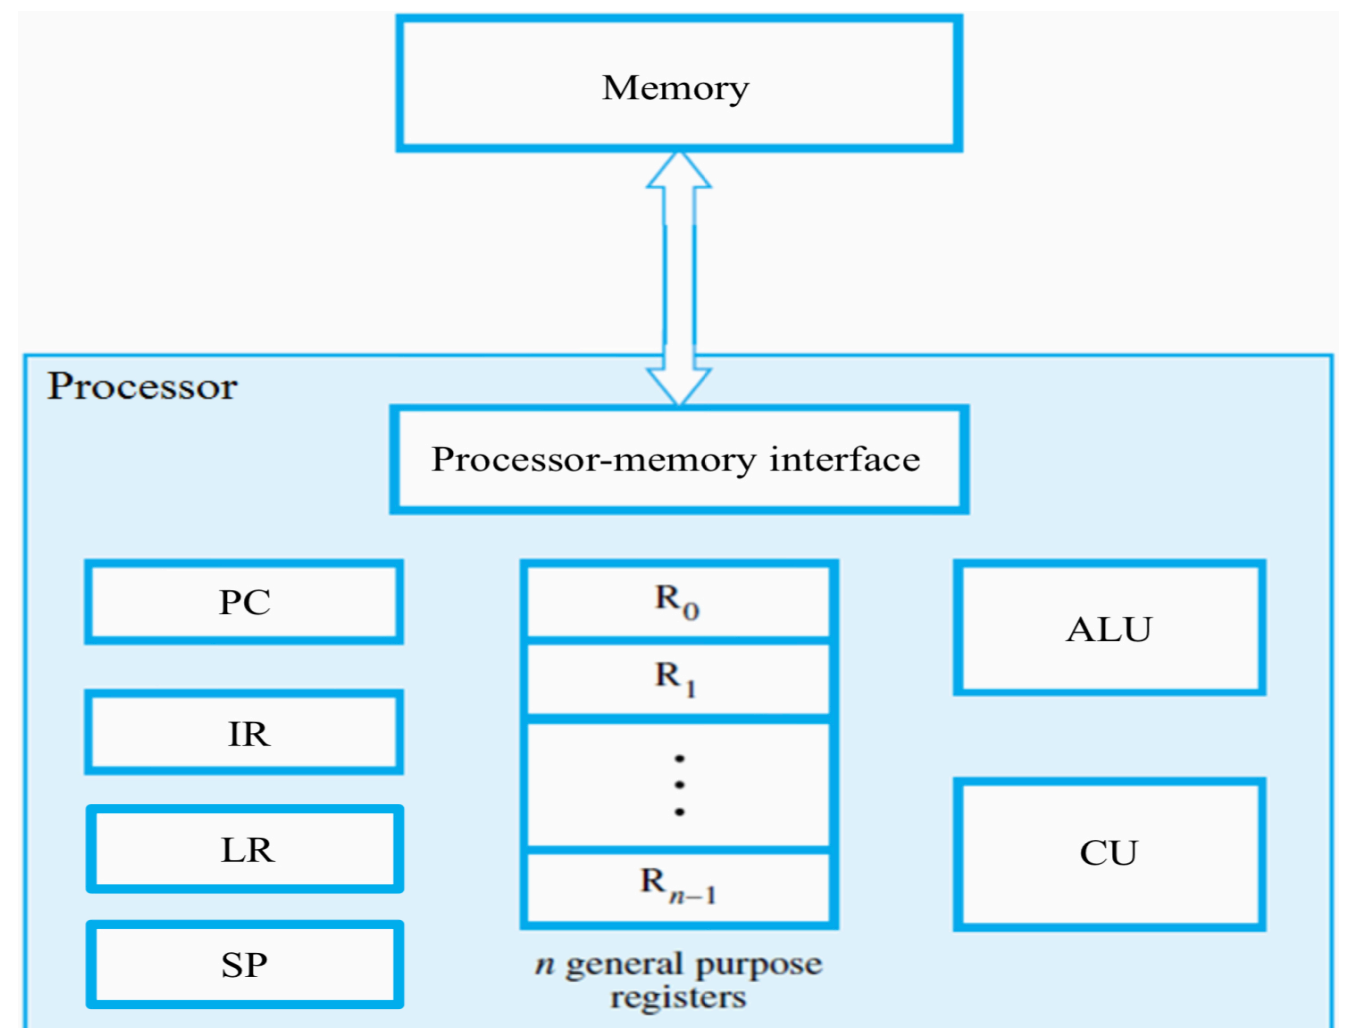 Memory
Processor
Processor-memory interface
PC
IR
LR
SP
R0
R1
⋮
Rn–1
n general purpose
registers
ALU
CU